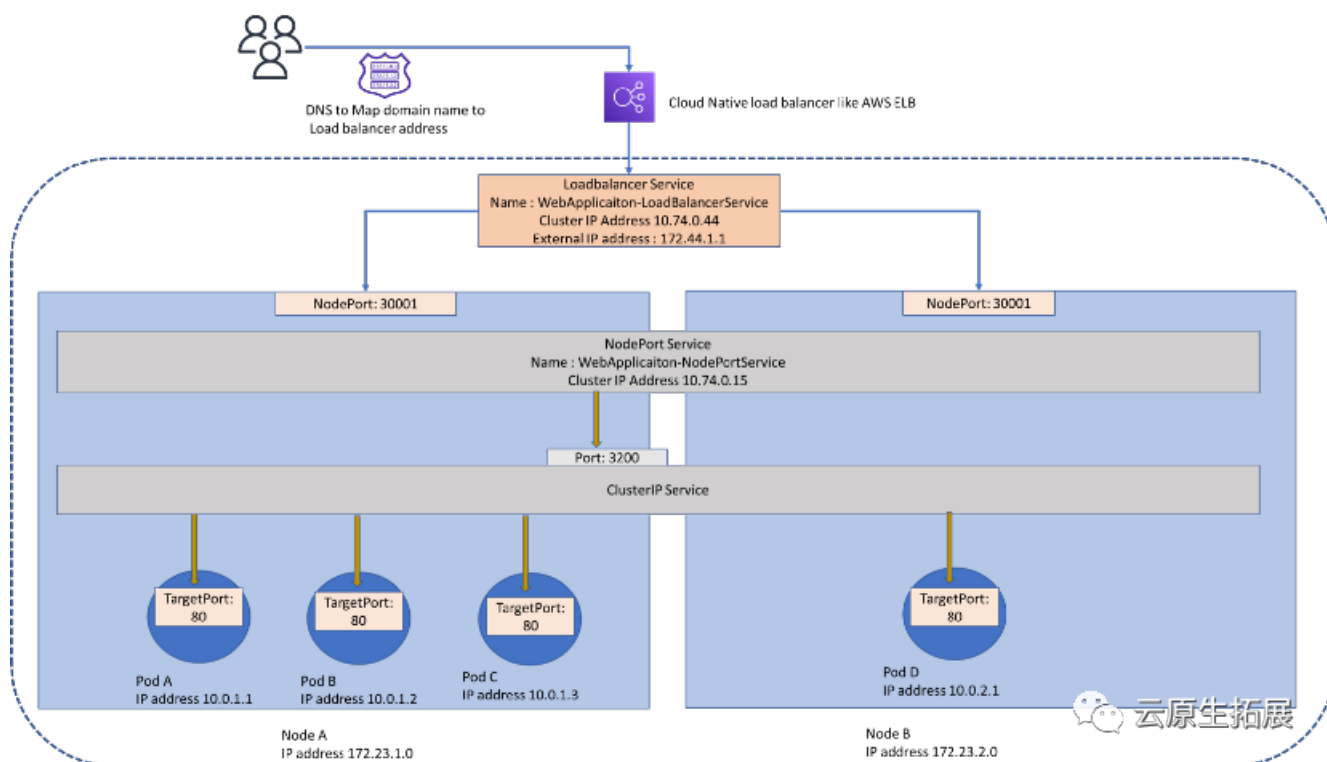 DNS to Map domain name to
Load balancer address
Cloud Native load balancer like AWS ELB
Loadbalancer Service
Name : WebApplicaiton-LoadBalancerService
Cluster IP Address 10.74.0.44
External IP address : 172.44.1.1
NodePort: 30001
NodePort: 30001
NodePort Service
Name : WebApplicaiton-NodePortService
Cluster IP Address 10.74.0.15
Port: 3200
ClusterIP Service
TargetPort:
80
TargetPort:
80
TargetPort:
80
TargetPort:
80
Pod A
IP address 10.0.1.1
Pod B
IP address 10.0.1.2
Pod C
IP address 10.0.1.3
Pod D
IP address 10.0.2.1
云原生拓展
Node A
IP address 172.23.1.0
Node B
IP address 172.23.2.0